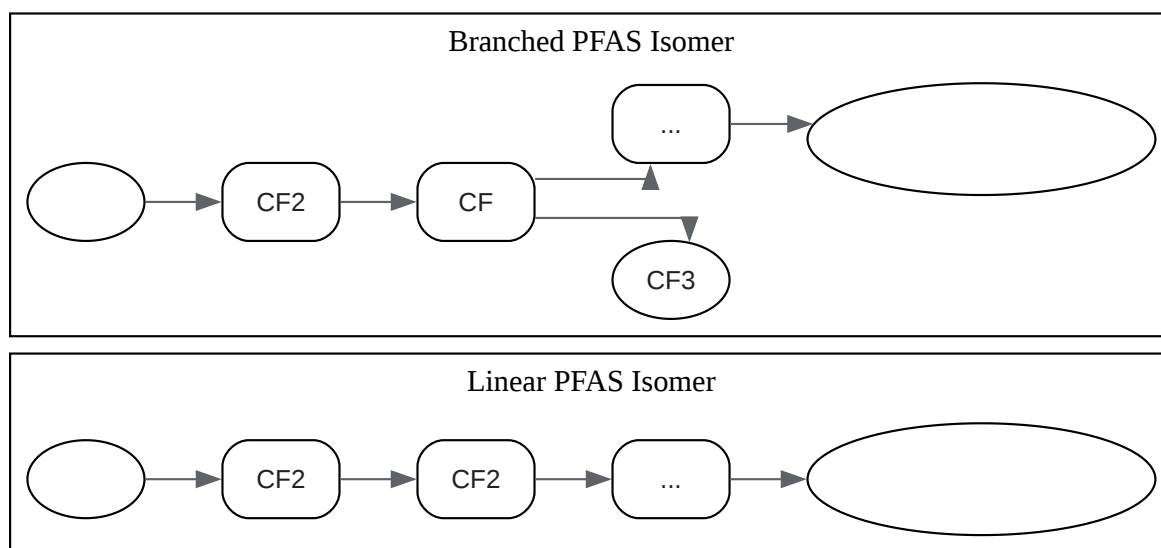 Branched PFAS Isomer
...
CF2
CF
CF3
Linear PFAS Isomer
CF2
CF2
...